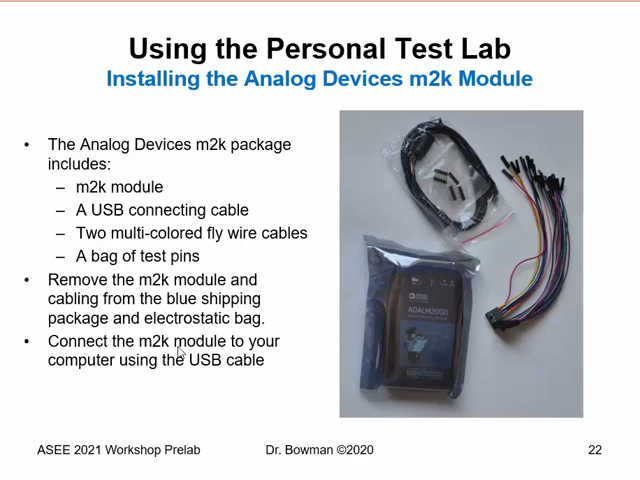 Using the Personal Test Lab
Installing the Analog Devices m2k Module
• The Analog Devices m2k package
includes:
– m2k module
– A USB connecting cable
– Two multi-colored fly wire cables
– A bag of test pins
• Remove the m2k module and
cabling from the blue shipping
package and electrostatic bag.
• Connect the m2k module to your
computer using the USB cable
ADALM2000
ASEE 2021 Workshop Prelab
Dr. Bowman ©2020
22